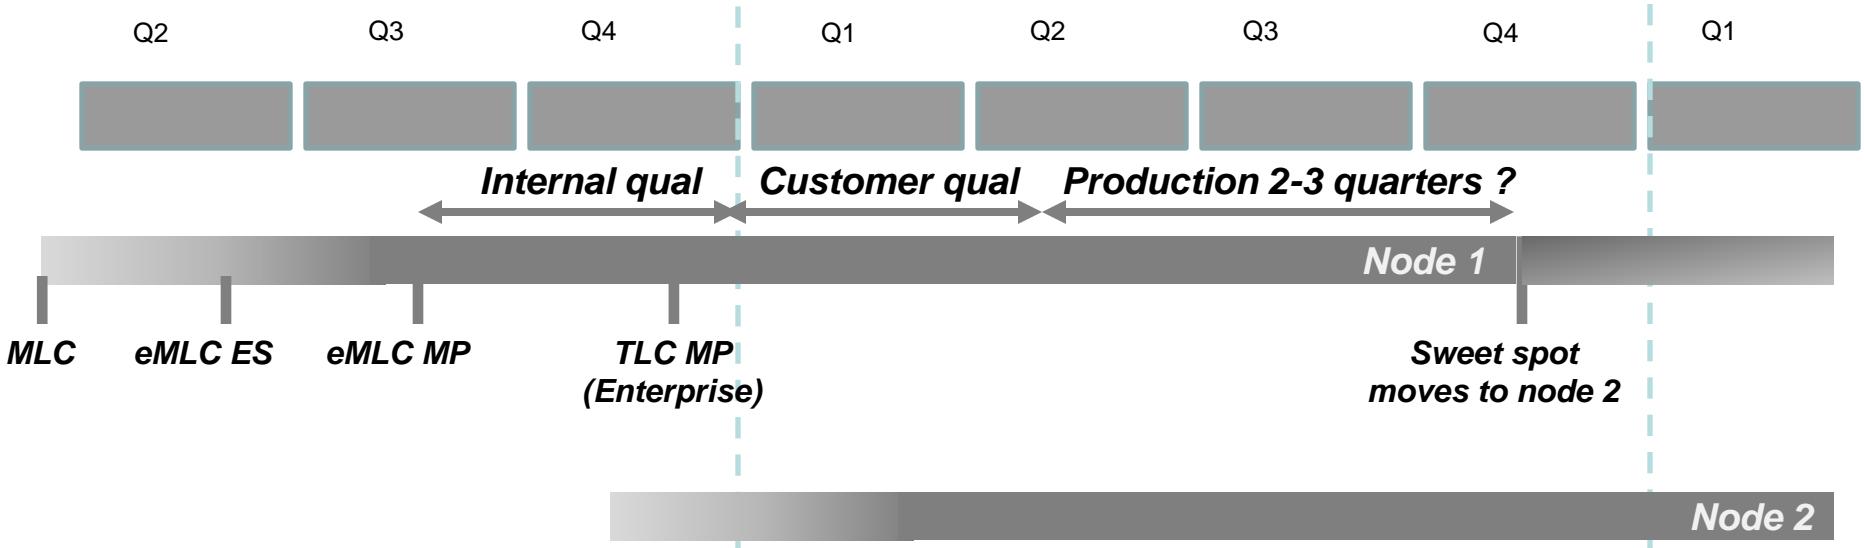 Q2 Q3 Q4 Q1 Q2 Q3 Q4 Q1
Internal qual Customer qual Production 2-3 quarters ?
Node 1
MLC eMLC ES eMLC MP TLC MP
(Enterprise)
Sweet spot
moves to node 2
Node 2